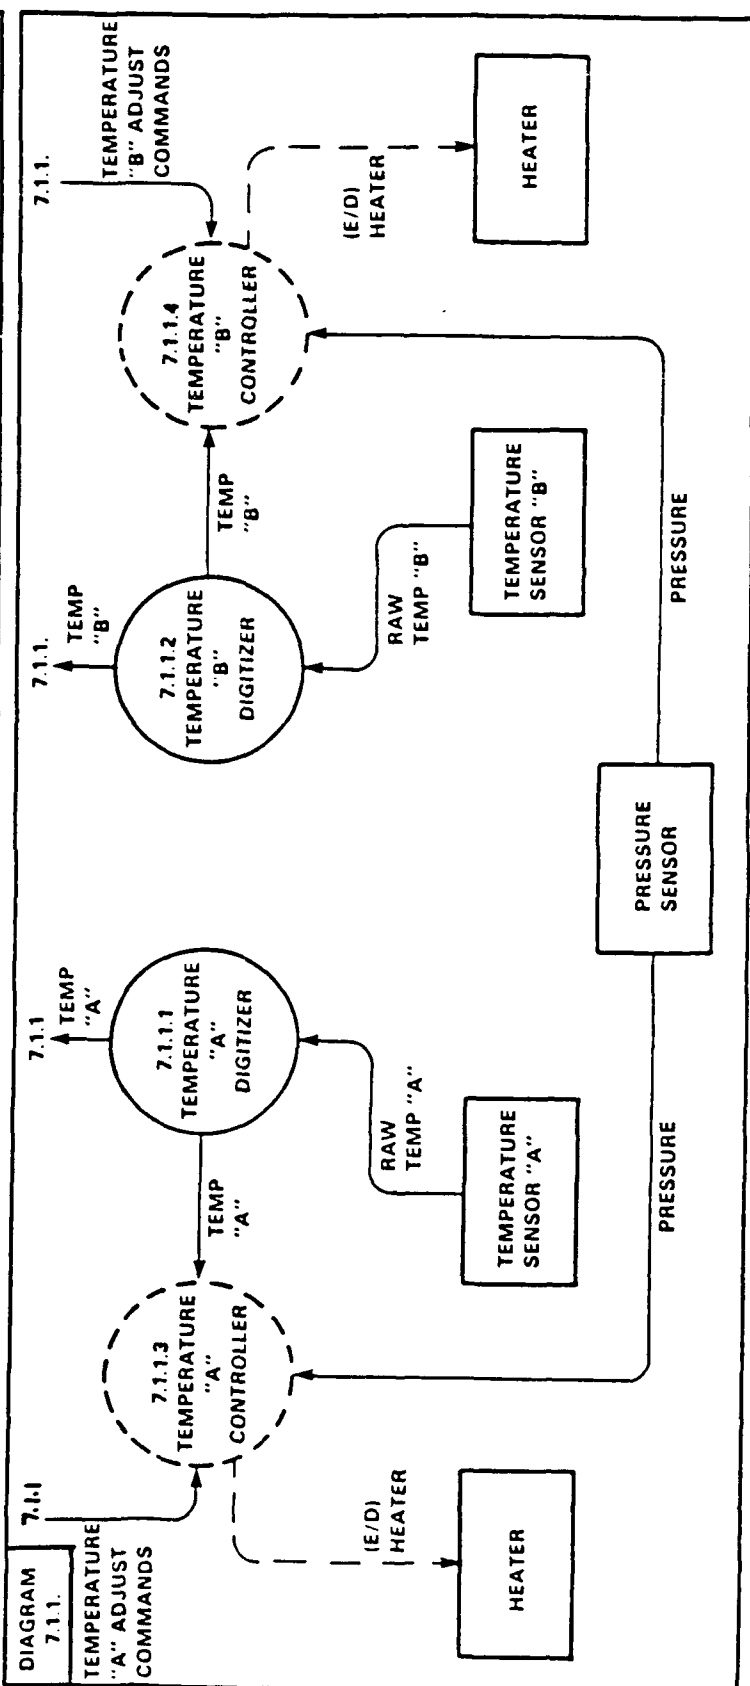 DIAGRAM
7.1.1.
7.1.1
TEMPERATURE
"A" ADJUST
COMMANDS
7.1.1.3
TEMPERATURE
"A"
CONTROLLER
(E/D)
HEATER
HEATER
TEMP
"A"
7.1.1
TEMP
"A"
7.1.1.1
TEMPERATURE
"A"
DIGITIZER
RAW
TEMP "A"
TEMPERATURE
SENSOR "A"
PRESSURE
PRESSURE
SENSOR
7.1.1.
TEMP
"B"
7.1.1.2
TEMPERATURE
"B"
DIGITIZER
RAW
TEMP "B"
TEMPERATURE
SENSOR "B"
TEMP
"B"
PRESSURE
7.1.1.
TEMPERATURE
"B" ADJUST
COMMANDS
7.1.1.4
TEMPERATURE
"B"
CONTROLLER
(E/D)
HEATER
HEATER